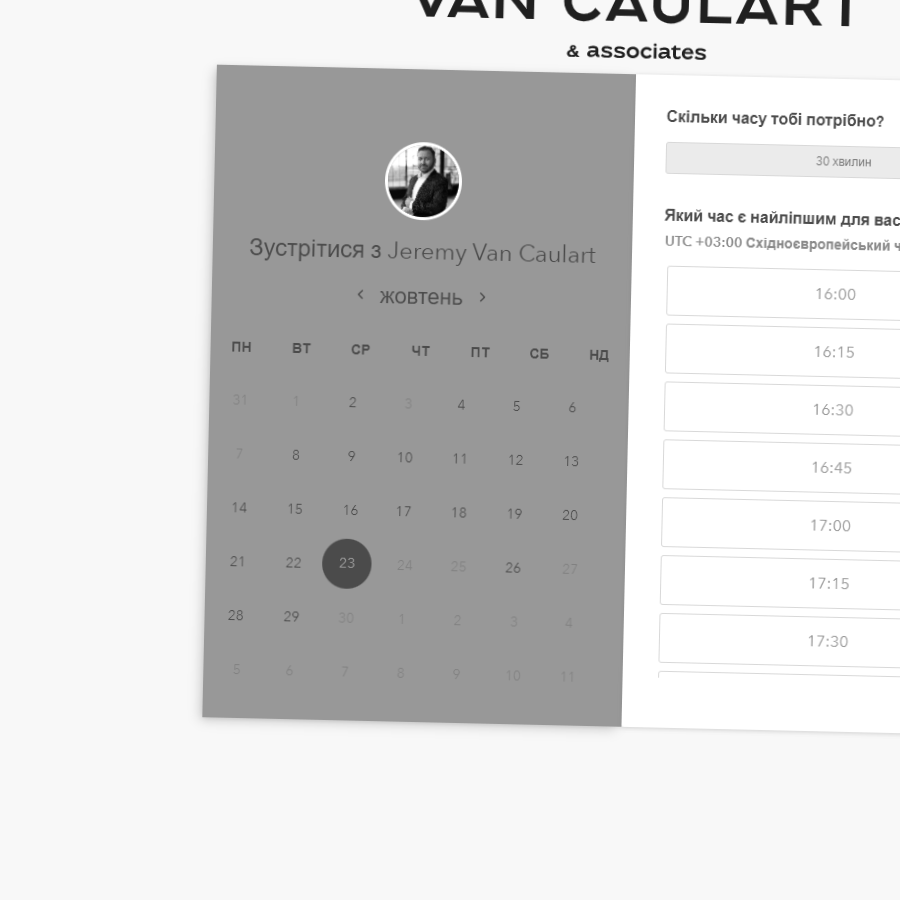 VAN CAULART
& associates
Зустрітися з Jeremy Van Caulart
жовтень
ПН ВТ СР ЧТ ПТ СБ НД
31 1 2 3 4 5 6
7 8 9 10 11 12 13
14 15 16 17 18 19 20
21 22 23 24 25 26 27
28 29 30 1 2 3 4
5 6 7 8 9 10 11
Скільки часу тобі потрібно?
30 хвилин
Який час є найліпшим для вас
UTC +03:00 Східноєвропейський
16:00
16:15
16:30
16:45
17:00
17:15
17:30